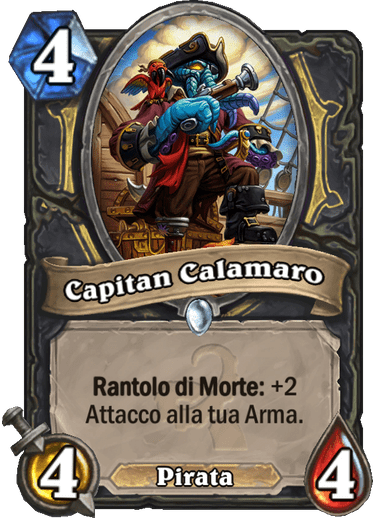 4
Capitan Calamaro
Rantolo di Morte: +2
Attacco alla tua Arma.
4
Pirata
4